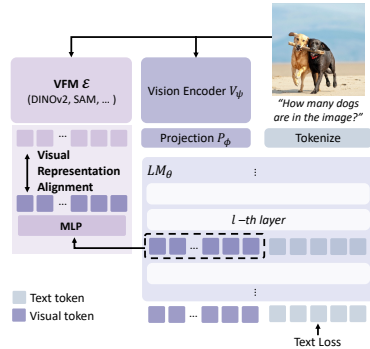 VFM ℰ
(DINOv2, SAM, ... )
Vision Encoder V_ψ
"How many dogs
are in the image?"
Projection P_ϕ
Tokenize
...
Visual
Representation
Alignment
...
MLP
LM_θ
⋮
l −th layer
...
⋮
...
Text token
Visual token
Text Loss